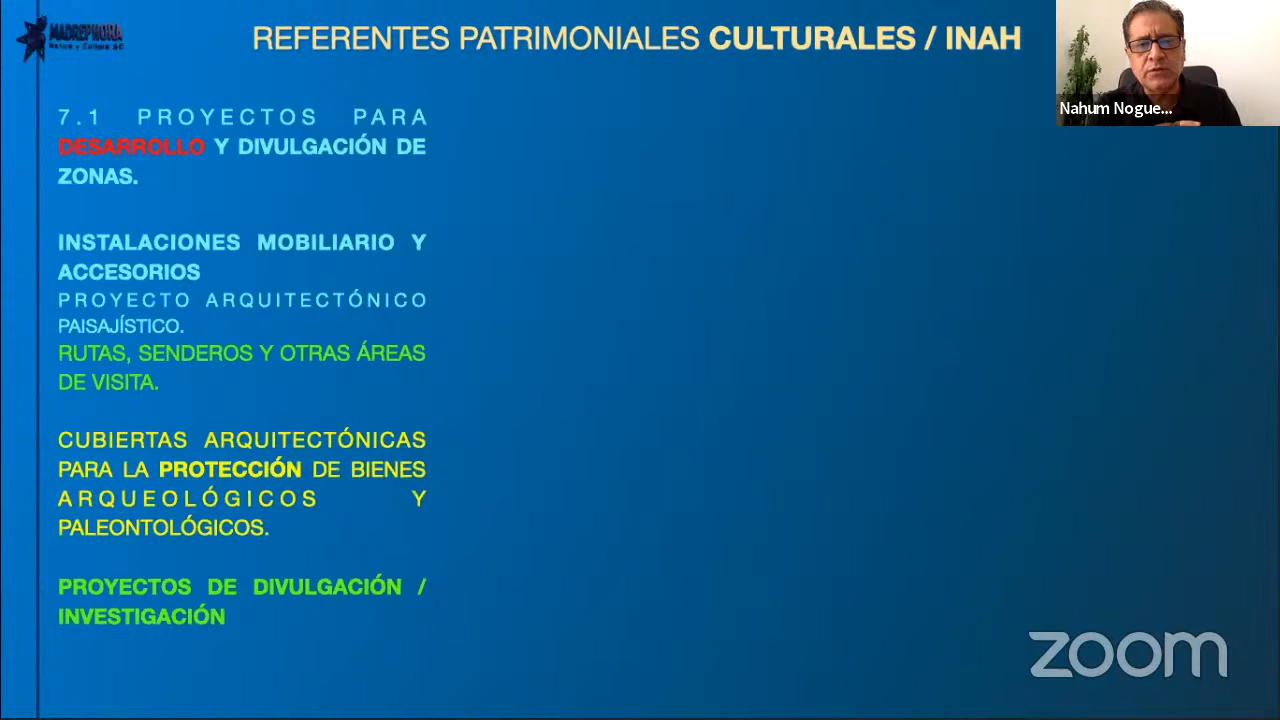 MADREPHORA
REFERENTES PATRIMONIALES CULTURALES / INAH
Nahum Nogue...
7.1 PROYECTOS PARA
DESARROLLO Y DIVULGACIÓN DE
ZONAS.
INSTALACIONES MOBILIARIO Y
ACCESORIOS
PROYECTO ARQUITECTÓNICO
PAISAJÍSTICO.
RUTAS, SENDEROS Y OTRAS ÁREAS
DE VISITA.
CUBIERTAS ARQUITECTÓNICAS
PARA LA PROTECCIÓN DE BIENES
ARQUEOLÓGICOS Y
PALEONTOLÓGICOS.
PROYECTOS DE DIVULGACIÓN /
INVESTIGACIÓN
zoom